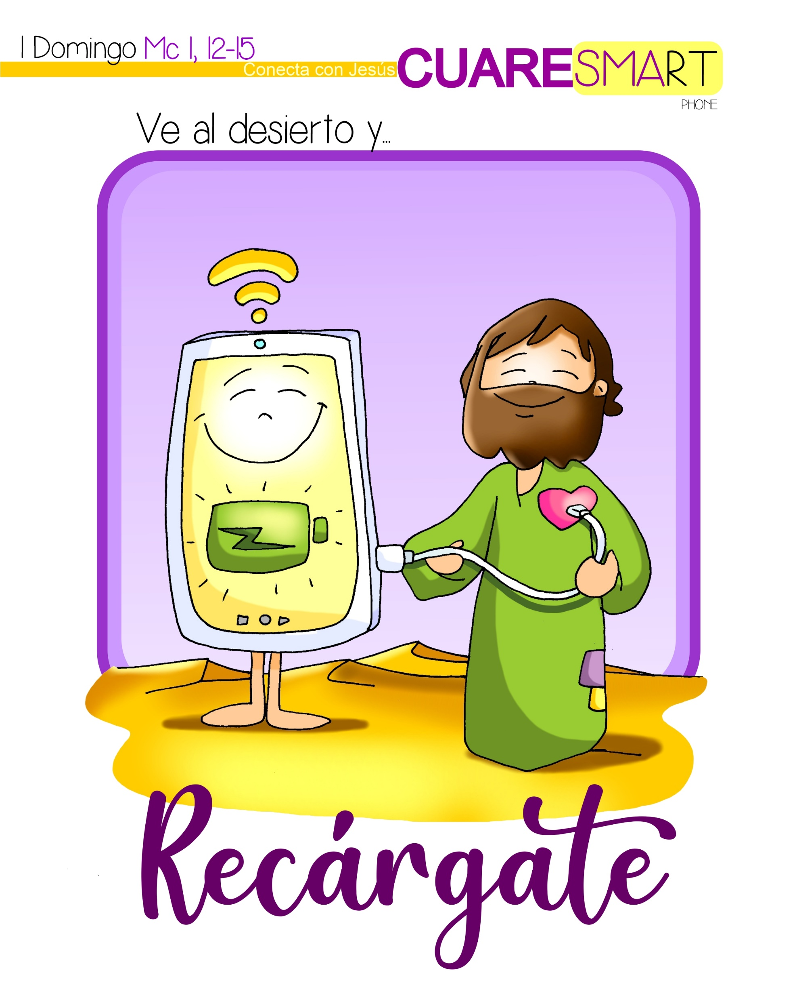 I Domingo Mc 1, 12-15
Conecta con Jesús
CUARESMART
PHONE
Ve al desierto y...
Recárgate